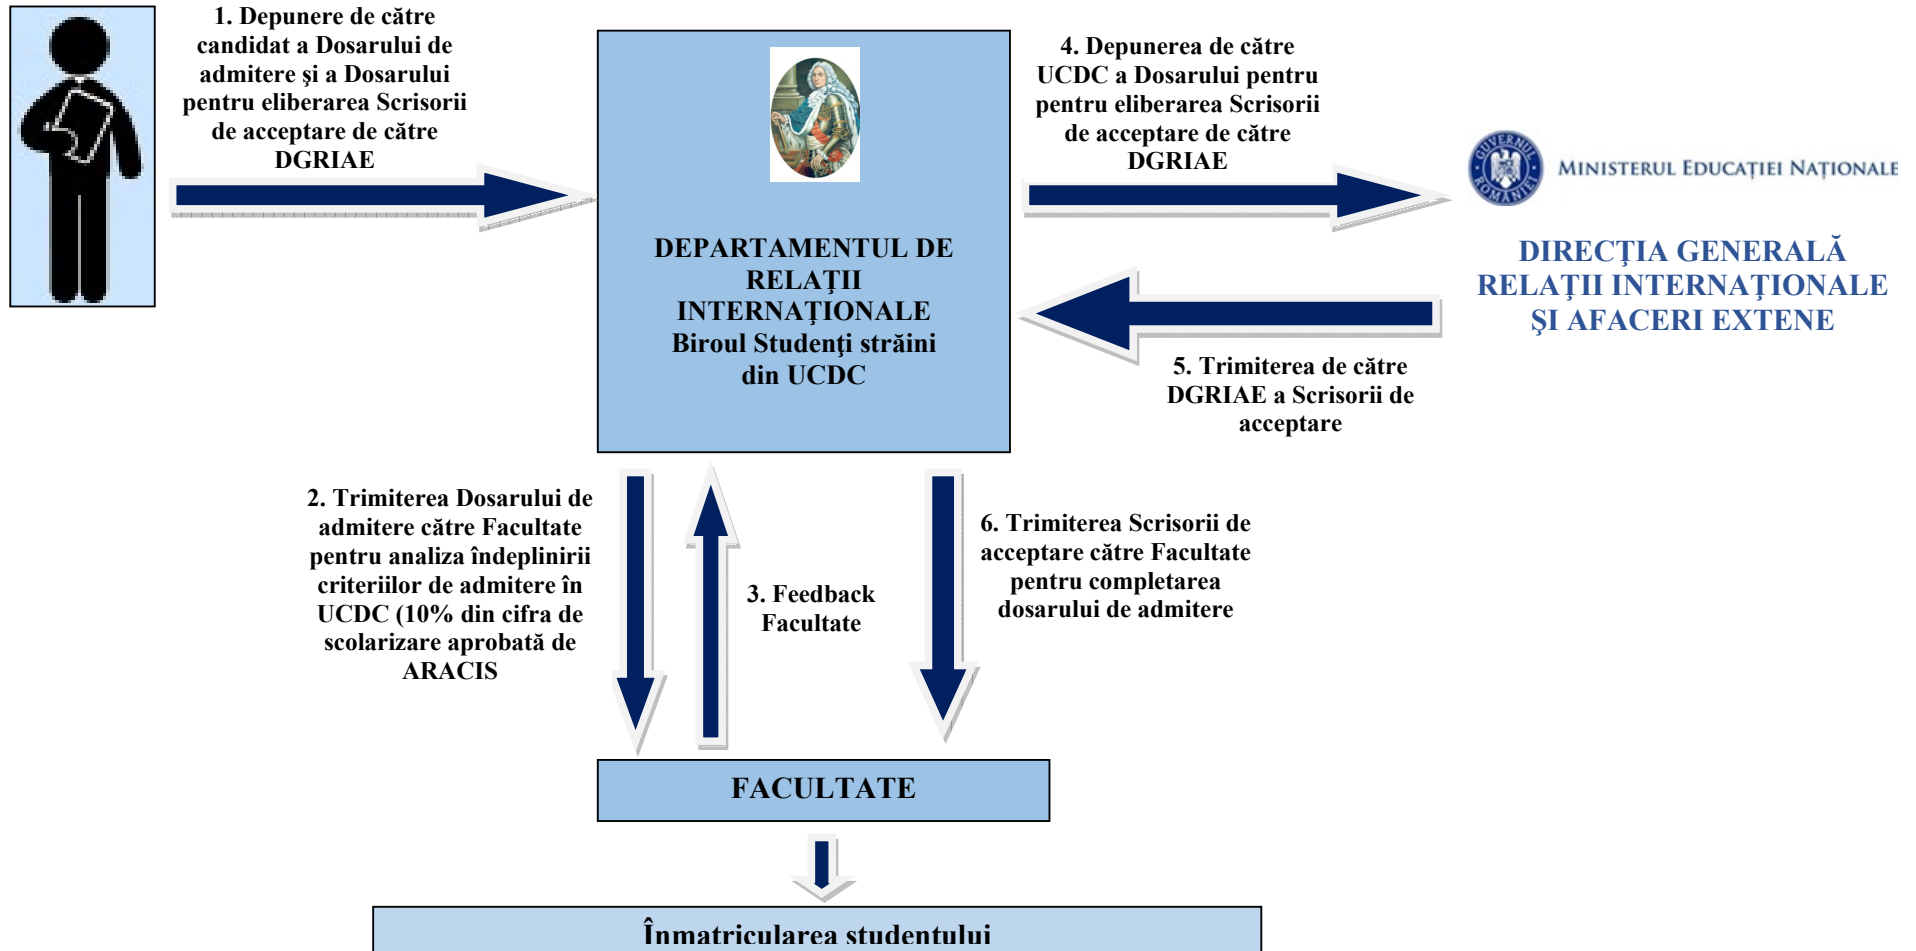 1. Depunere de către
candidat a Dosarului de
admitere şi a Dosarului
pentru eliberarea Scrisorii
de acceptare de către
DGRIAE
DEPARTAMENTUL DE
RELAŢII
INTERNAŢIONALE
Biroul Studenţi străini
din UCDC
4. Depunerea de către
UCDC a Dosarului pentru
pentru eliberarea Scrisorii
de acceptare de către
DGRIAE
GUVERNUL ROMÂNIEI
MINISTERUL EDUCAȚIEI NAȚIONALE
DIRECŢIA GENERALĂ
RELAŢII INTERNAŢIONALE
ŞI AFACERI EXTENE
5. Trimiterea de către
DGRIAE a Scrisorii de
acceptare
2. Trimiterea Dosarului de
admitere către Facultate
pentru analiza îndeplinirii
criteriilor de admitere în
UCDC (10% din cifra de
scolarizare aprobată de
ARACIS
3. Feedback
Facultate
6. Trimiterea Scrisorii de
acceptare către Facultate
pentru completarea
dosarului de admitere
FACULTATE
Înmatricularea studentului